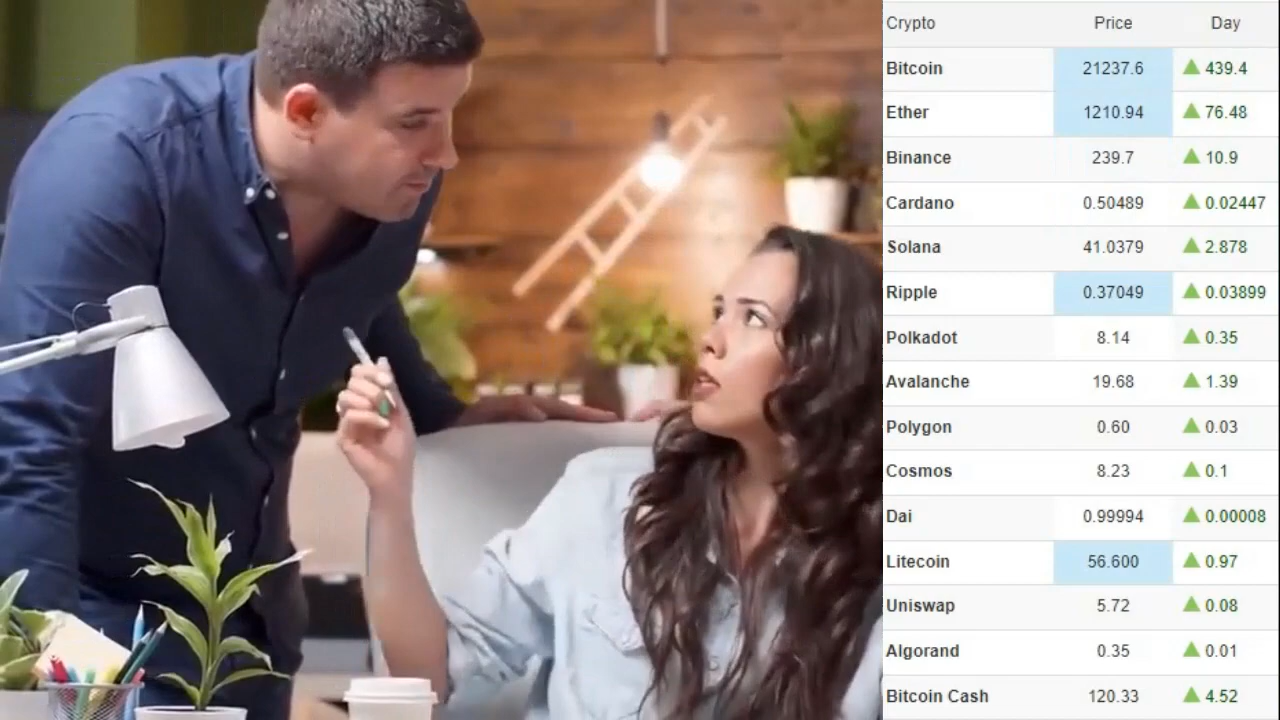 Crypto Price Day
Bitcoin 21237.6 439.4
Ether 1210.94 76.48
Binance 239.7 10.9
Cardano 0.50489 0.02447
Solana 41.0379 2.878
Ripple 0.37049 0.03899
Polkadot 8.14 0.35
Avalanche 19.68 1.39
Polygon 0.60 0.03
Cosmos 8.23 0.1
Dai 0.99994 0.00008
Litecoin 56.600 0.97
Uniswap 5.72 0.08
Algorand 0.35 0.01
Bitcoin Cash 120.33 4.52